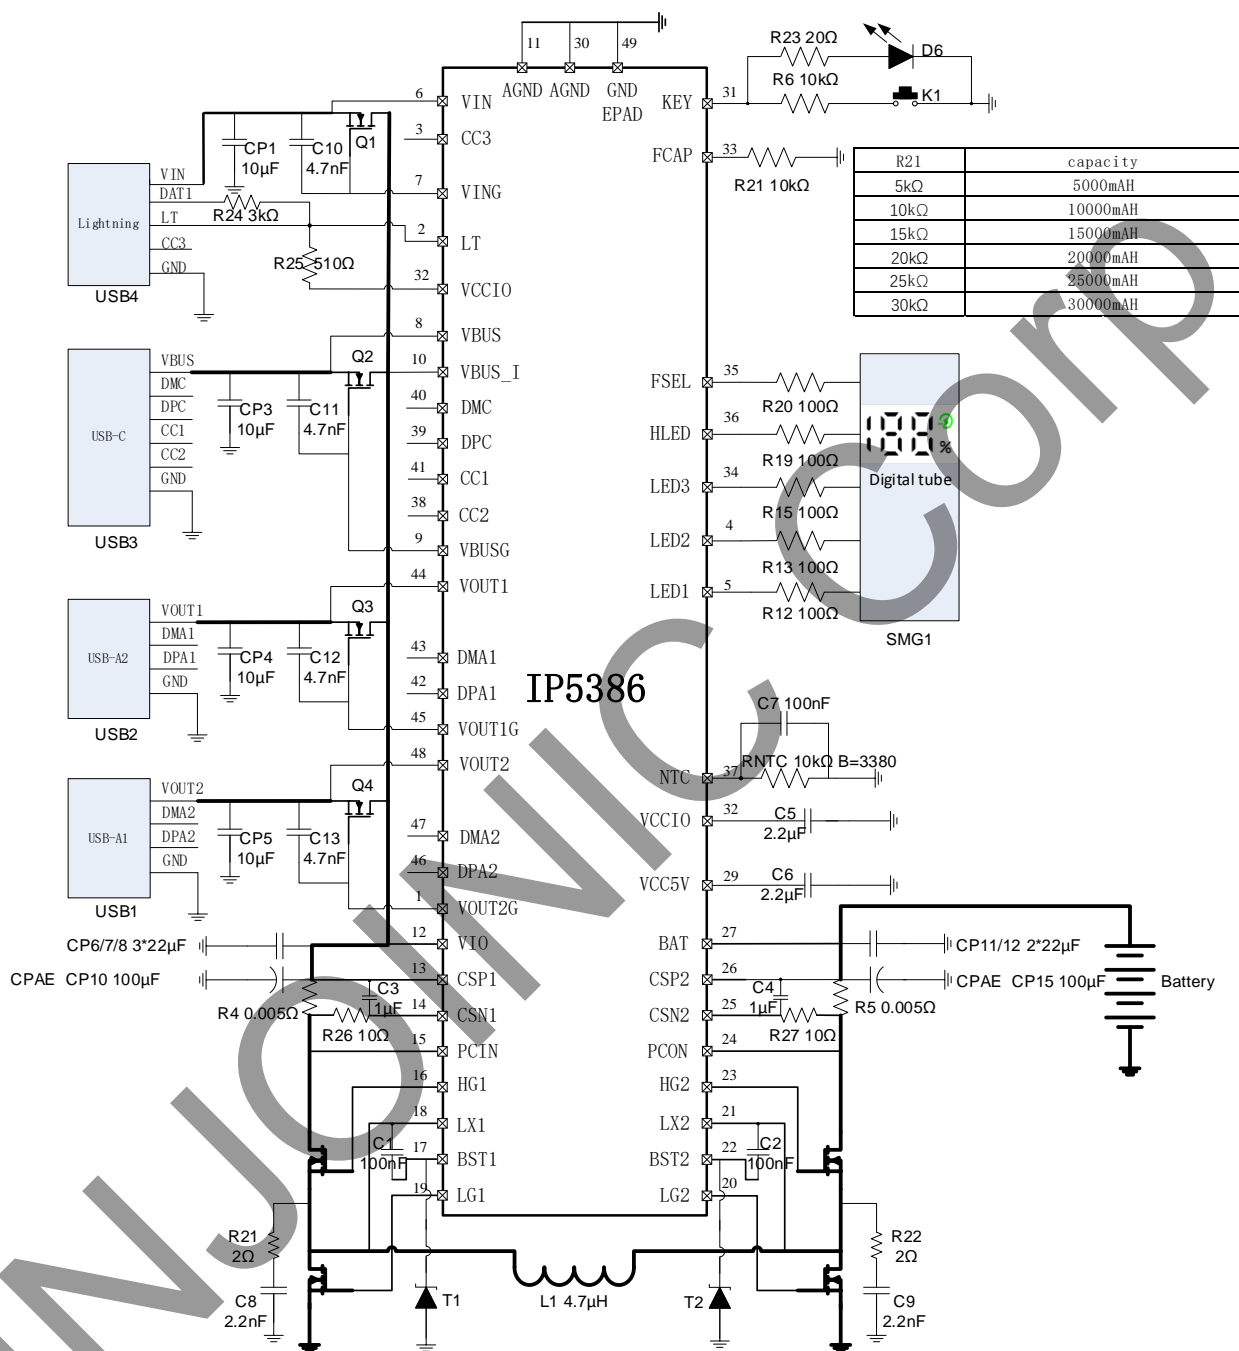 11 30 49
AGND AGND GND
EPAD
6 VIN
3 CC3
7 VING
2 LT
32 VCCIO
8 VBUS
10 VBUS_I
40 DMC
39 DPC
41 CC1
38 CC2
9 VBUSG
44 VOUT1
43 DMA1
42 DPA1
45 VOUT1G
48 VOUT2
47 DMA2
46 DPA2
1 VOUT2G
12 VIO
13 CSP1
14 CSN1
15 PCIN
16 HG1
18 LX1
17 BST1
19 LG1
IP5386
KEY 31
FCAP 33
FSEL 35
HLED 36
LED3 34
LED2 4
LED1 5
NTC 37
VCCIO 32
VCC5V 29
BAT 27
CSP2 26
CSN2 25
PCON 24
HG2 23
LX2 21
BST2 22
LG2 20
VIN
DAT1
LT
CC3
GND
Lightning
USB4
CP1
10μF
C10
4.7nF
Q1
R24 3kΩ
R25 510Ω
VBUS
DMC
DPC
CC1
CC2
GND
USB-C
USB3
CP3
10μF
C11
4.7nF
Q2
VOUT1
DMA1
DPA1
GND
USB-A2
USB2
CP4
10μF
C12
4.7nF
Q3
VOUT2
DMA2
DPA2
GND
USB-A1
USB1
CP5
10μF
C13
4.7nF
Q4
CP6/7/8 3*22μF
CPAE CP10 100μF
R4 0.005Ω
C3
1μF
R26 10Ω
C1
100nF
R21
2Ω
C8
2.2nF
T1
L1 4.7μH
T2
R23 20Ω
D6
R6 10kΩ
K1
R21 10kΩ
R21 capacity
5kΩ 5000mAH
10kΩ 10000mAH
15kΩ 15000mAH
20kΩ 20000mAH
25kΩ 25000mAH
30kΩ 30000mAH
R20 100Ω
R19 100Ω
R15 100Ω
R13 100Ω
R12 100Ω
188 %
Digital tube
SMG1
C7 100nF
RNTC 10kΩ B=3380
C5
2.2μF
C6
2.2μF
CP11/12 2*22μF
CPAE CP15 100μF
Battery
C4
1μF
R5 0.005Ω
R27 10Ω
C2
100nF
R22
2Ω
C9
2.2nF
INJOINIC Corp